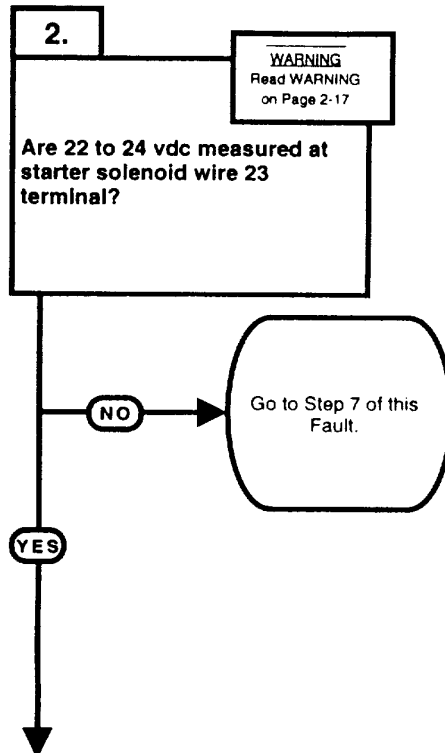 2.
WARNING
Read WARNING
on Page 2-17
Are 22 to 24 vdc measured at
starter solenoid wire 23
terminal?
NO
Go to Step 7 of this
Fault.
YES